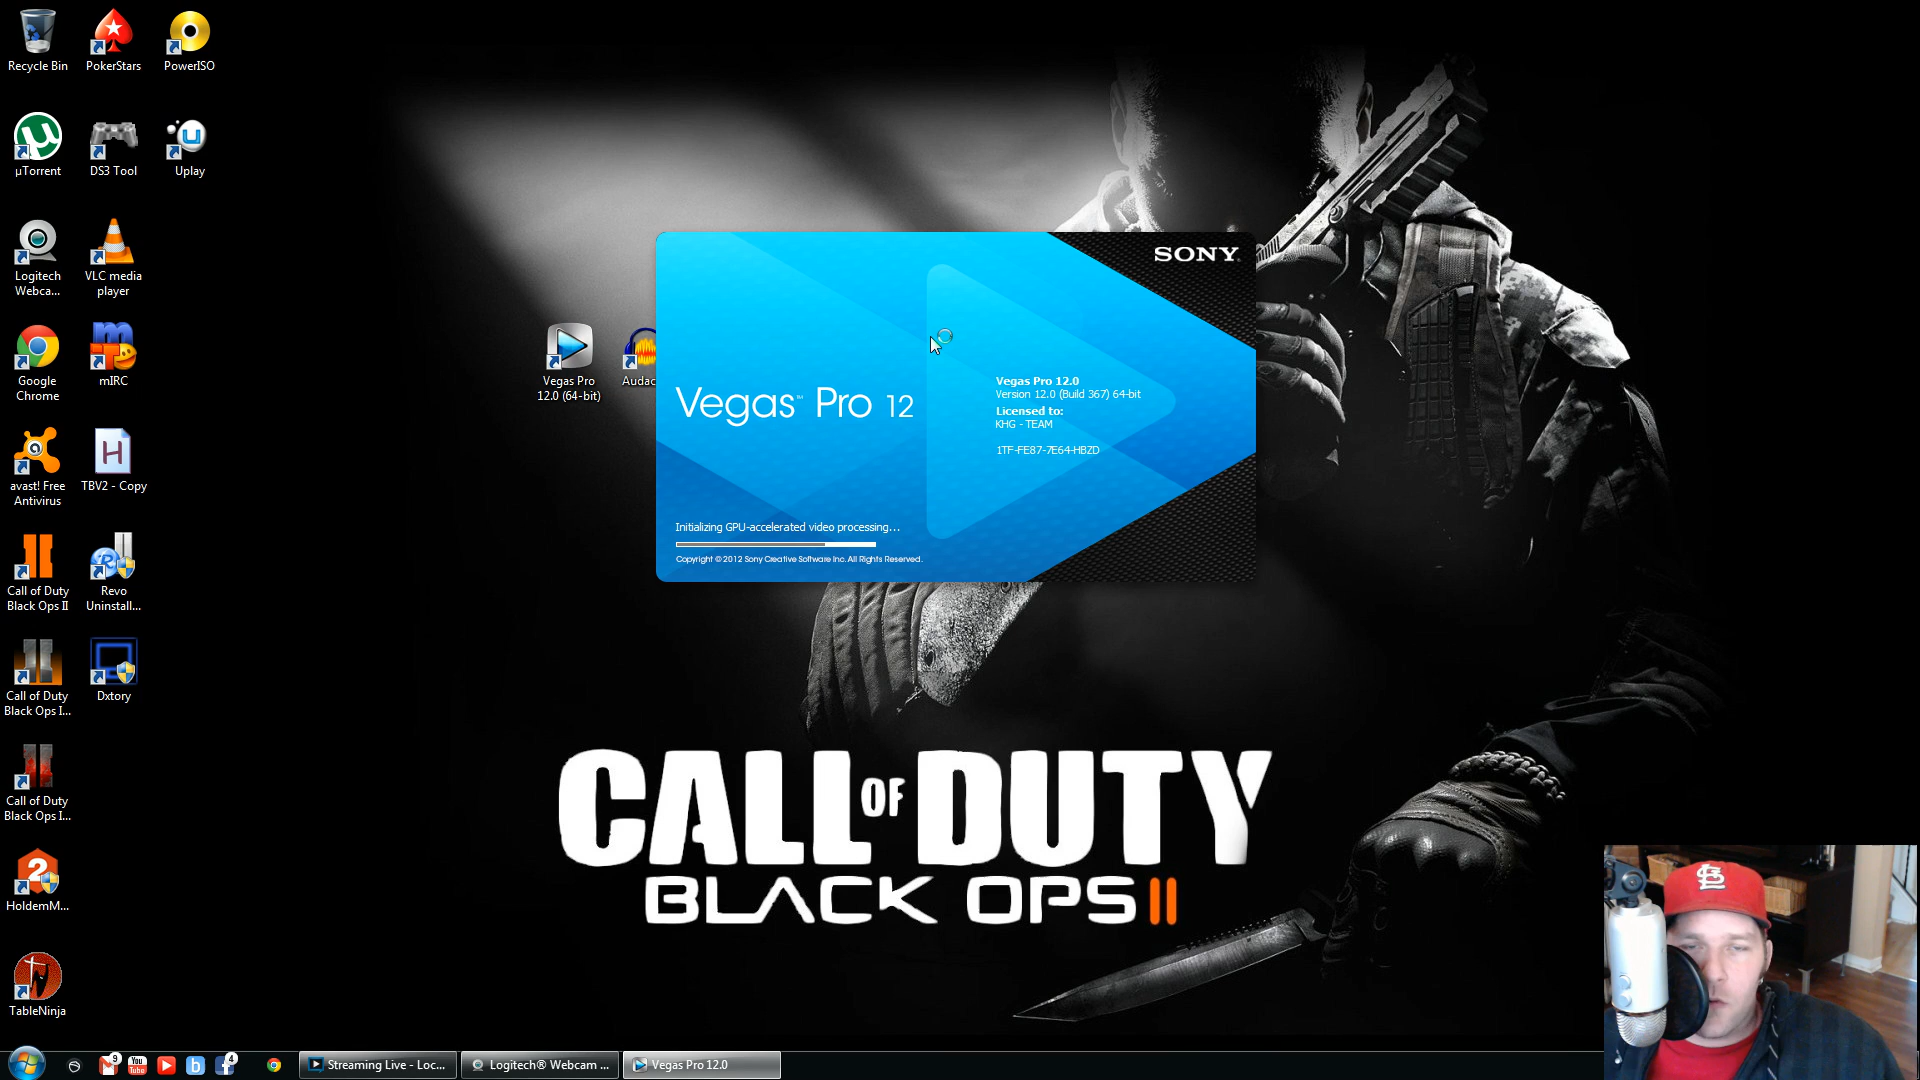 Recycle Bin
PokerStars
PowerISO
µTorrent
DS3 Tool
Uplay
Logitech
Webca...
VLC media
player
Google
Chrome
mIRC
avast! Free
Antivirus
TBV2 - Copy
Call of Duty
Black Ops II
Revo
Uninstall...
Call of Duty
Black Ops I...
Dxtory
Call of Duty
Black Ops I...
HoldemM...
TableNinja
Vegas Pro
12.0 (64-bit)
Audac
SONY
Vegas™ Pro 12
Vegas Pro 12.0
Version 12.0 (Build 367) 64-bit
Licensed to:
KHG - TEAM
1TF-FE87-7E64-HBZD
Initializing GPU-accelerated video processing...
Copyright © 2012 Sony Creative Software Inc. All Rights Reserved.
CALL OF DUTY
BLACK OPS II
9
You
Tube
4
Streaming Live - Loc...
Logitech® Webcam ...
Vegas Pro 12.0